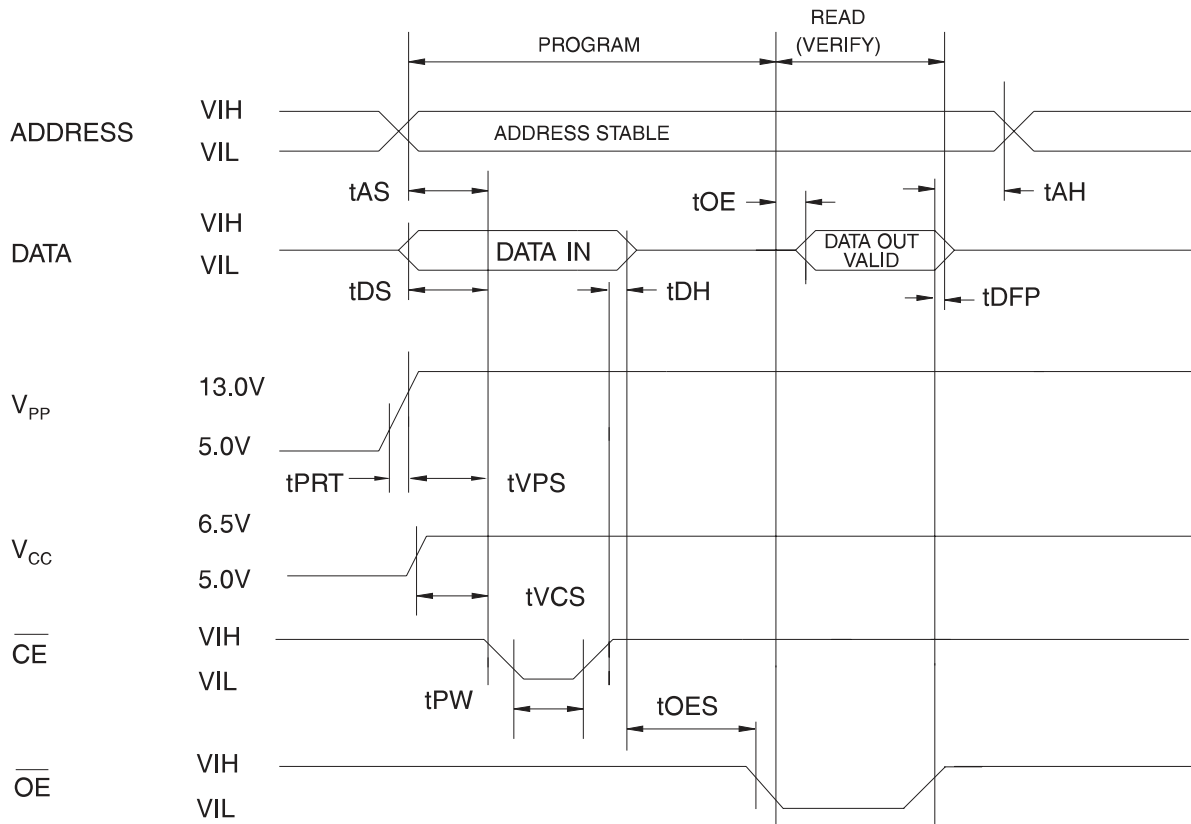 READ
PROGRAM (VERIFY)
ADDRESS VIH
VIL
ADDRESS STABLE
tAS tOE tAH
DATA VIH
VIL
DATA IN DATA OUT
VALID
tDS tDH tDFP
VPP 13.0V
5.0V
tPRT tVPS
VCC 6.5V
5.0V
tVCS
CE VIH
VIL
tPW tOES
OE VIH
VIL